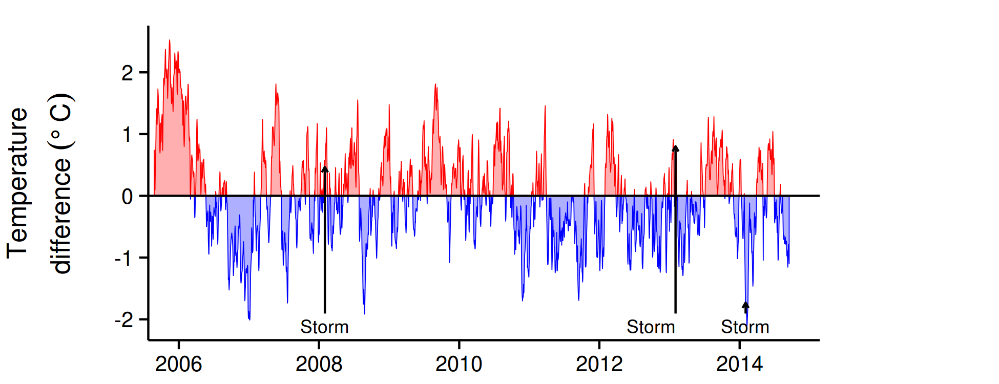 Temperature
difference (° C)
2
1
0
-1
-2
Storm
Storm
Storm
2006
2008
2010
2012
2014